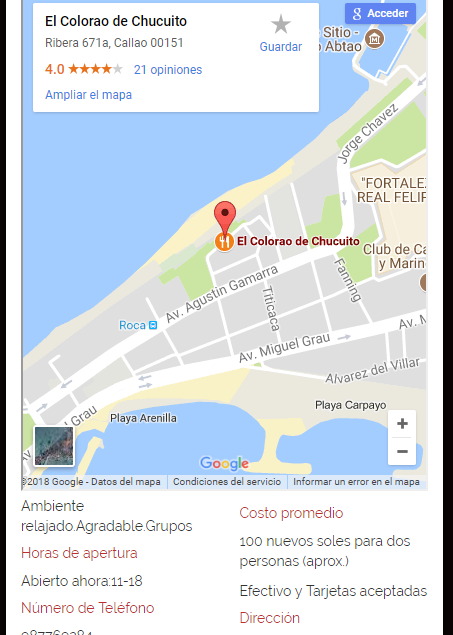 El Colorao de Chucuito
Ribera 671a, Callao 00151
Guardar
4.0 ★★★★★ 21 opiniones
Ampliar el mapa
Acceder
Sitio -
Abtao
Jorge Chavez
"FORTALEZ
REAL FELIP
El Colorao de Chucuito
Club de Ca
y Marin
Av. Agustín Gamarra
Titicaca
Fanning
Roca
Av. Miguel Grau
Av. M
Alvarez del Villar
Grau
Playa Arenilla
Playa Carpayo
+
−
Google
©2018 Google - Datos del mapa
Condiciones del servicio
Informar un error en el mapa
Ambiente
relajado.Agradable.Grupos
Horas de apertura
Abierto ahora:11-18
Número de Teléfono
Costo promedio
100 nuevos soles para dos
personas (aprox.)
Efectivo y Tarjetas aceptadas
Dirección